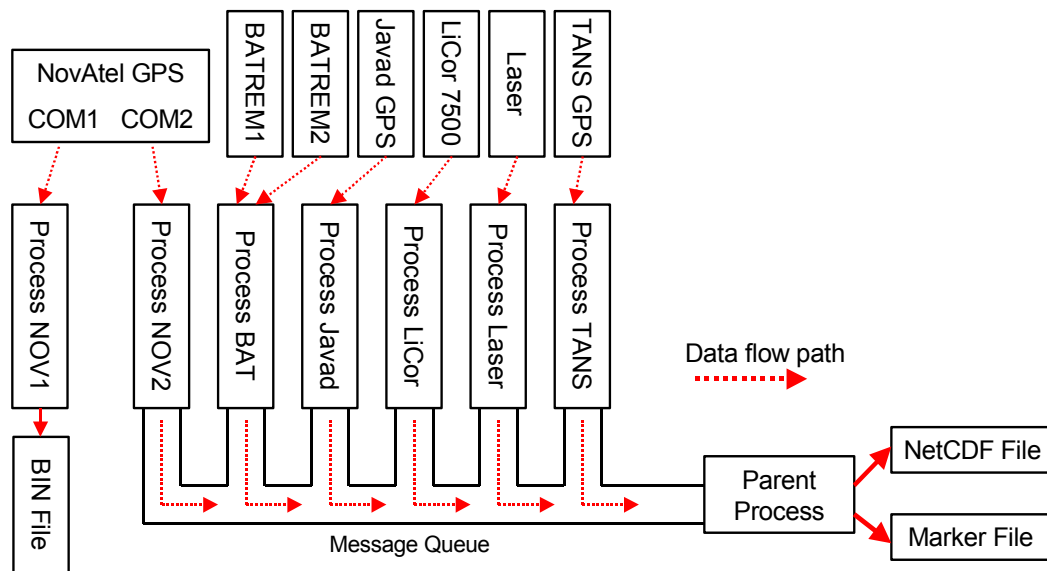 NovAtel GPS
COM1 COM2
BATREM1
BATREM2
Javad GPS
LiCor 7500
Laser
TANS GPS
Process NOV1
Process NOV2
Process BAT
Process Javad
Process LiCor
Process Laser
Process TANS
Data flow path
BIN File
Message Queue
Parent
Process
NetCDF File
Marker File